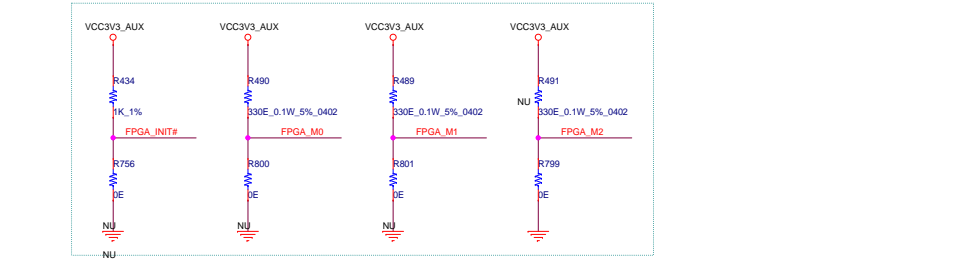 VCC3V3_AUX VCC3V3_AUX VCC3V3_AUX VCC3V3_AUX
R434 R490 R489 R491
NU
1K_1% 330E_0.1W_5%_0402 330E_0.1W_5%_0402 330E_0.1W_5%_0402
FPGA_INIT# FPGA_M0 FPGA_M1 FPGA_M2
R756 R800 R801 R799
0E 0E 0E 0E
NU NU NU
NU